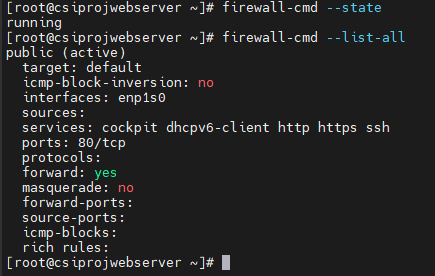 [root@csiprojwebserver ~]# firewall-cmd --state
running
[root@csiprojwebserver ~]# firewall-cmd --list-all
public (active)
  target: default
  icmp-block-inversion: no
  interfaces: enp1s0
  sources:
  services: cockpit dhcpv6-client http https ssh
  ports: 80/tcp
  protocols:
  forward: yes
  masquerade: no
  forward-ports:
  source-ports:
  icmp-blocks:
  rich rules:
[root@csiprojwebserver ~]#